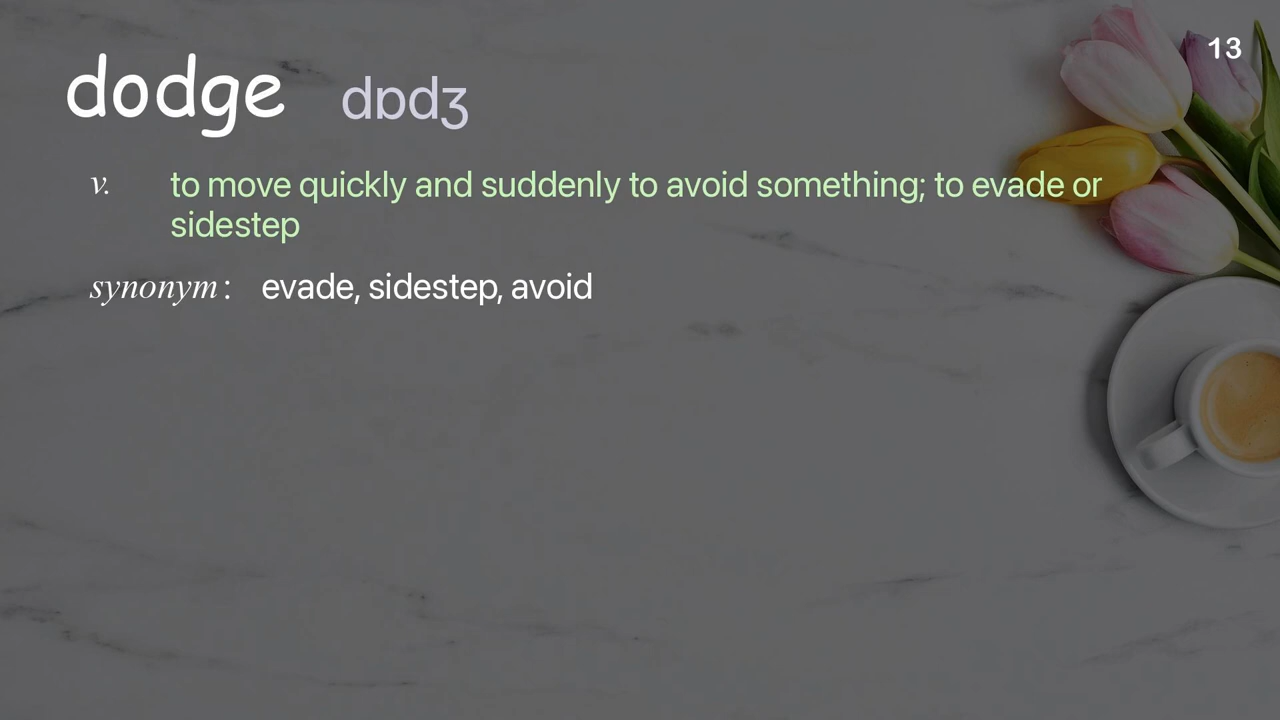 13
dodge dɒdʒ
v. to move quickly and suddenly to avoid something; to evade or
sidestep
synonym: evade, sidestep, avoid